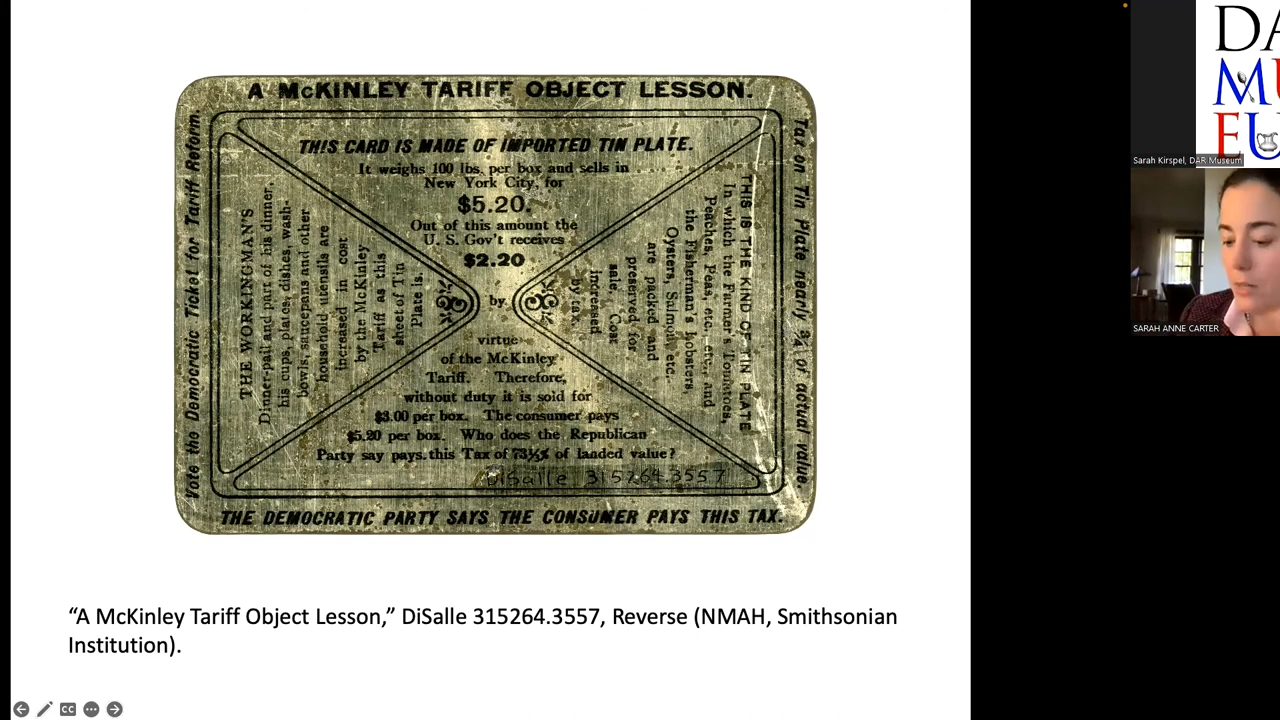 A McKINLEY TARIFF OBJECT LESSON.
THIS CARD IS MADE OF IMPORTED TIN PLATE.
It weighs 100 lbs. per box and sells in
New York City, for
$5.20.
Out of this amount the
U. S. Gov't receives
$2.20
by
virtue
of the McKinley
Tariff. Therefore,
without duty it is sold for
$3.00 per box. The consumer pays
$5.20 per box. Who does the Republican
Party say pays this Tax of 73⅓% of landed value?
DiSalle 315264.3557
THE DEMOCRATIC PARTY SAYS THE CONSUMER PAYS THIS TAX.
Vote the Democratic Ticket for Tariff Reform.
THE WORKINGMAN'S
Dinner-pail and part of his dinner,
his cups, plates, dishes, wash-
bowls, saucepans and other
household utensils are
increased in cost
by the McKinley
Tariff as this
sheet of Tin
Plate is.
Tax on Tin Plate nearly ¾ of actual value.
THIS IS THE KIND OF TIN PLATE
In which the Farmer's Tomatoes,
Peaches, Peas, etc., etc., and
the Fisherman's Lobsters,
Oysters, Salmon, etc.
are packed and
preserved for
sale. Cost
increased
by tax.
“A McKinley Tariff Object Lesson,” DiSalle 315264.3557, Reverse (NMAH, Smithsonian
Institution).
DA
MU
EU
Sarah Kirspel, DAR Museum
SARAH ANNE CARTER
CC